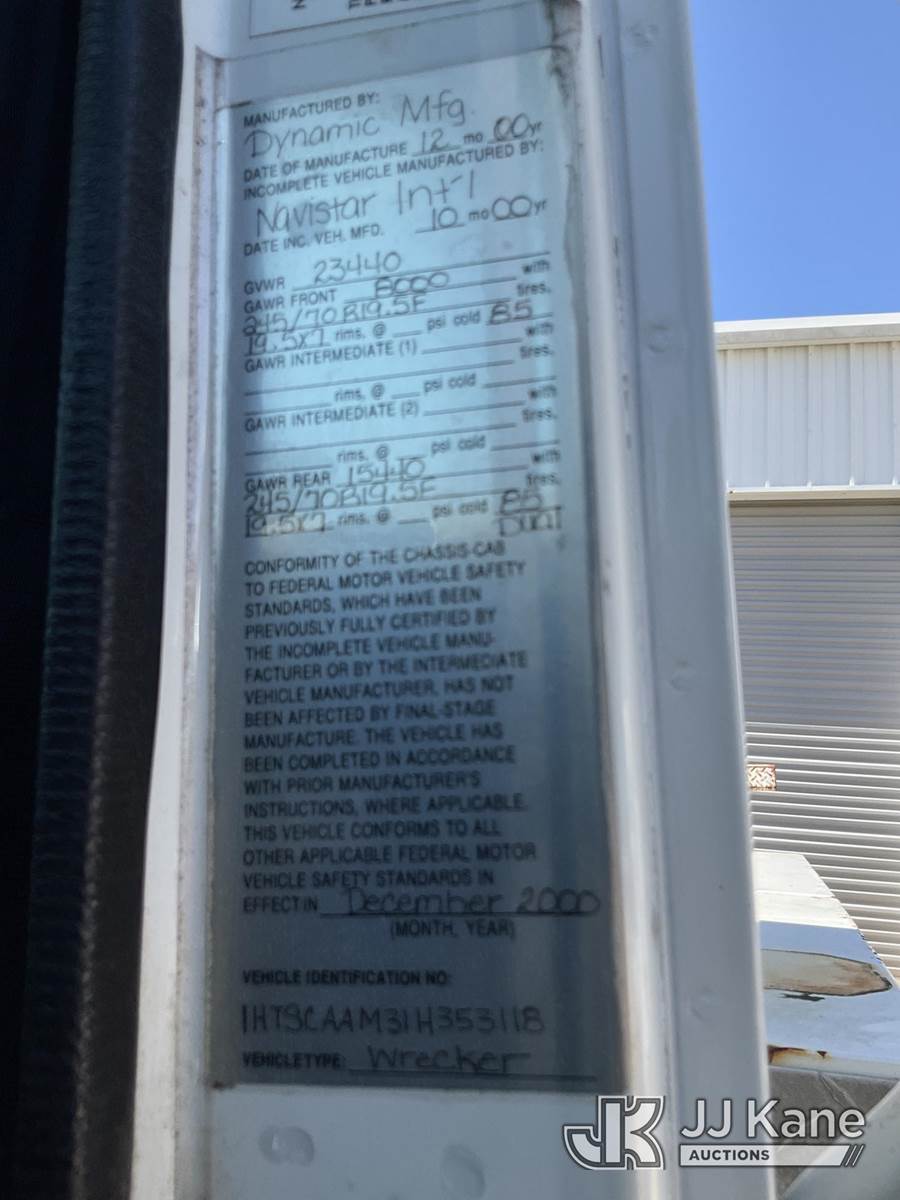 MANUFACTURED BY:
Dynamic Mfg.
DATE OF MANUFACTURE 12 mo 00 yr
INCOMPLETE VEHICLE MANUFACTURED BY:
Navistar Int'l
DATE INC. VEH. MFD. 10 mo 00 yr
GVWR 23440
GAWR FRONT 8000 with
245/70R19.5F tires.
19.5x7 rims. @ psi cold 85
GAWR INTERMEDIATE (1) with
tires.
rims. @ psi cold
GAWR INTERMEDIATE (2) with
tires.
rims. @ psi cold
GAWR REAR 15440 with
245/70R19.5F tires.
19.5x7 rims. @ psi cold 85
DUAL
CONFORMITY OF THE CHASSIS-CAB
TO FEDERAL MOTOR VEHICLE SAFETY
STANDARDS, WHICH HAVE BEEN
PREVIOUSLY FULLY CERTIFIED BY
THE INCOMPLETE VEHICLE MANU-
FACTURER OR BY THE INTERMEDIATE
VEHICLE MANUFACTURER, HAS NOT
BEEN AFFECTED BY FINAL-STAGE
MANUFACTURE. THE VEHICLE HAS
BEEN COMPLETED IN ACCORDANCE
WITH PRIOR MANUFACTURER'S
INSTRUCTIONS, WHERE APPLICABLE.
THIS VEHICLE CONFORMS TO ALL
OTHER APPLICABLE FEDERAL MOTOR
VEHICLE SAFETY STANDARDS IN
EFFECT IN December 2000
(MONTH, YEAR)
VEHICLE IDENTIFICATION NO:
1HTSCAAM31H353118
VEHICLE TYPE: Wrecker
JK JJ Kane
AUCTIONS